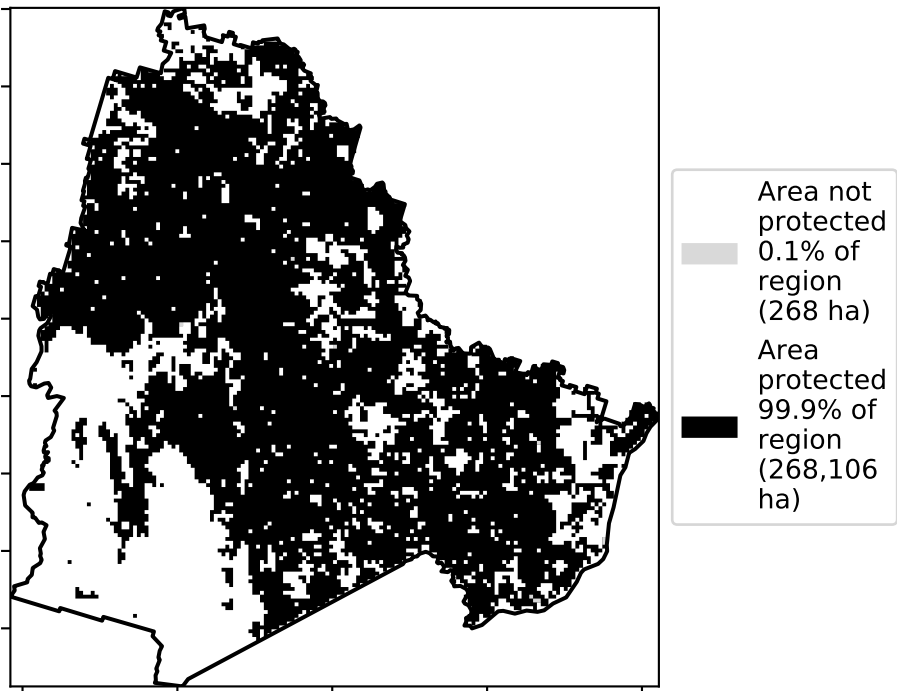 Area not
protected
0.1% of
region
(268 ha)
Area
protected
99.9% of
region
(268,106
ha)